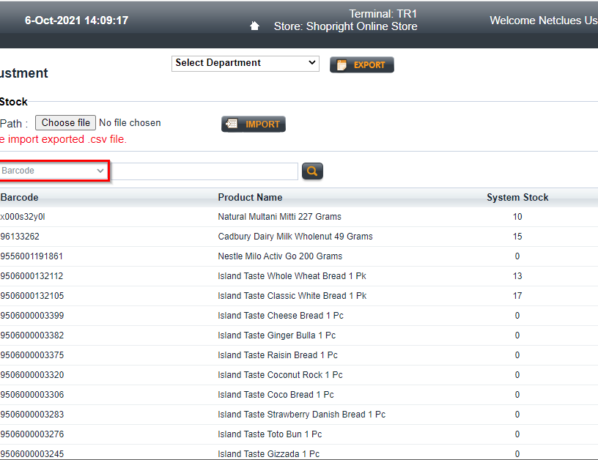 6-Oct-2021 14:09:17
Terminal: TR1
Store: Shopright Online Store
Welcome Netclues Us
Select Department
EXPORT
ustment
Stock
Path : Choose file No file chosen
IMPORT
e import exported .csv file.
Barcode
Barcode Product Name System Stock
x000s32y0l Natural Multani Mitti 227 Grams 10
96133262 Cadbury Dairy Milk Wholenut 49 Grams 15
9556001191861 Nestle Milo Activ Go 200 Grams 0
9506000132112 Island Taste Whole Wheat Bread 1 Pk 13
9506000132105 Island Taste Classic White Bread 1 Pk 17
9506000003399 Island Taste Cheese Bread 1 Pc 0
9506000003382 Island Taste Ginger Bulla 1 Pc 0
9506000003375 Island Taste Raisin Bread 1 Pc 0
9506000003320 Island Taste Coconut Rock 1 Pc 0
9506000003306 Island Taste Coco Bread 1 Pc 0
9506000003283 Island Taste Strawberry Danish Bread 1 Pc 0
9506000003276 Island Taste Toto Bun 1 Pc 0
9506000003245 Island Taste Gizzada 1 Pc 0